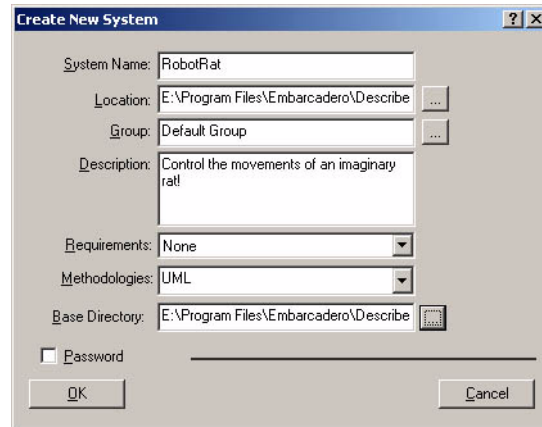 Create New System
System Name: RobotRat
Location: E:\Program Files\Embarcadero\Describe
...
Group: Default Group
...
Description: Control the movements of an imaginary
rat!
Requirements: None
Methodologies: UML
Base Directory: E:\Program Files\Embarcadero\Describe
...
Password
OK
Cancel